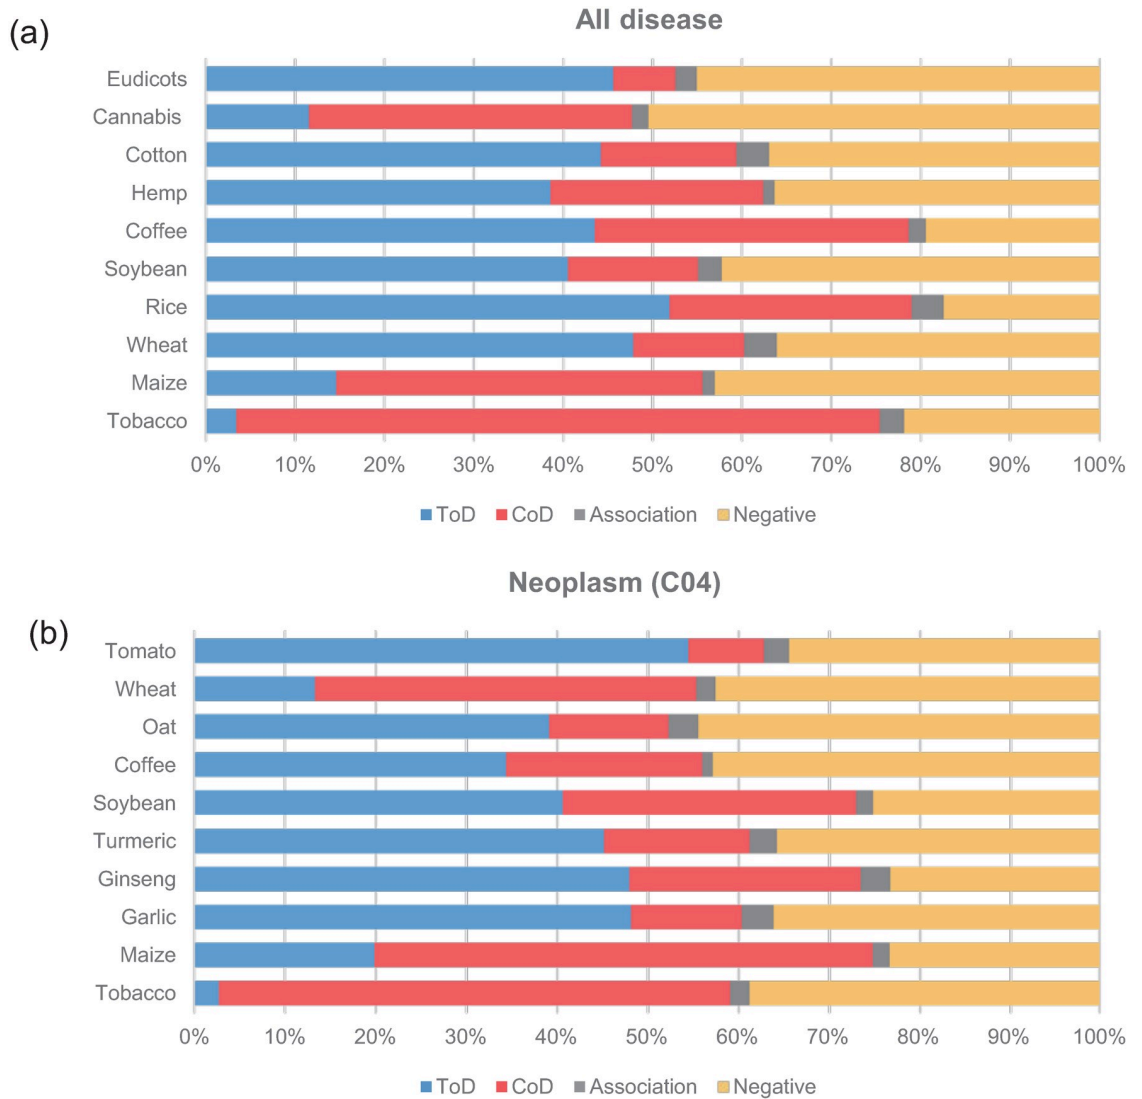 (a)
All disease
Eudicots
Cannabis
Cotton
Hemp
Coffee
Soybean
Rice
Wheat
Maize
Tobacco
0% 10% 20% 30% 40% 50% 60% 70% 80% 90% 100%
ToD CoD Association Negative
Neoplasm (C04)
(b)
Tomato
Wheat
Oat
Coffee
Soybean
Turmeric
Ginseng
Garlic
Maize
Tobacco
0% 10% 20% 30% 40% 50% 60% 70% 80% 90% 100%
ToD CoD Association Negative